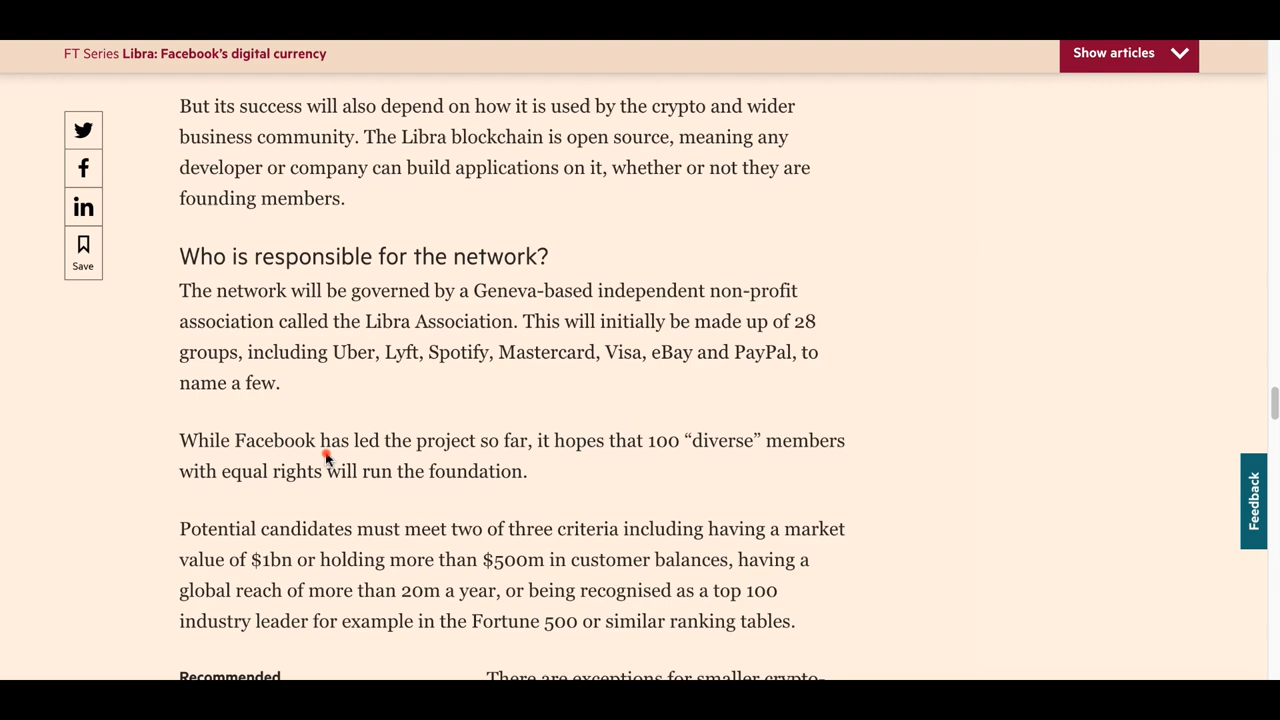 FT Series Libra: Facebook’s digital currency
Show articles
But its success will also depend on how it is used by the crypto and wider
business community. The Libra blockchain is open source, meaning any
developer or company can build applications on it, whether or not they are
founding members.
Save
Who is responsible for the network?
The network will be governed by a Geneva-based independent non-profit
association called the Libra Association. This will initially be made up of 28
groups, including Uber, Lyft, Spotify, Mastercard, Visa, eBay and PayPal, to
name a few.
While Facebook has led the project so far, it hopes that 100 “diverse” members
with equal rights will run the foundation.
Feedback
Potential candidates must meet two of three criteria including having a market
value of $1bn or holding more than $500m in customer balances, having a
global reach of more than 20m a year, or being recognised as a top 100
industry leader for example in the Fortune 500 or similar ranking tables.
Recommended
There are exceptions for smaller crypto-